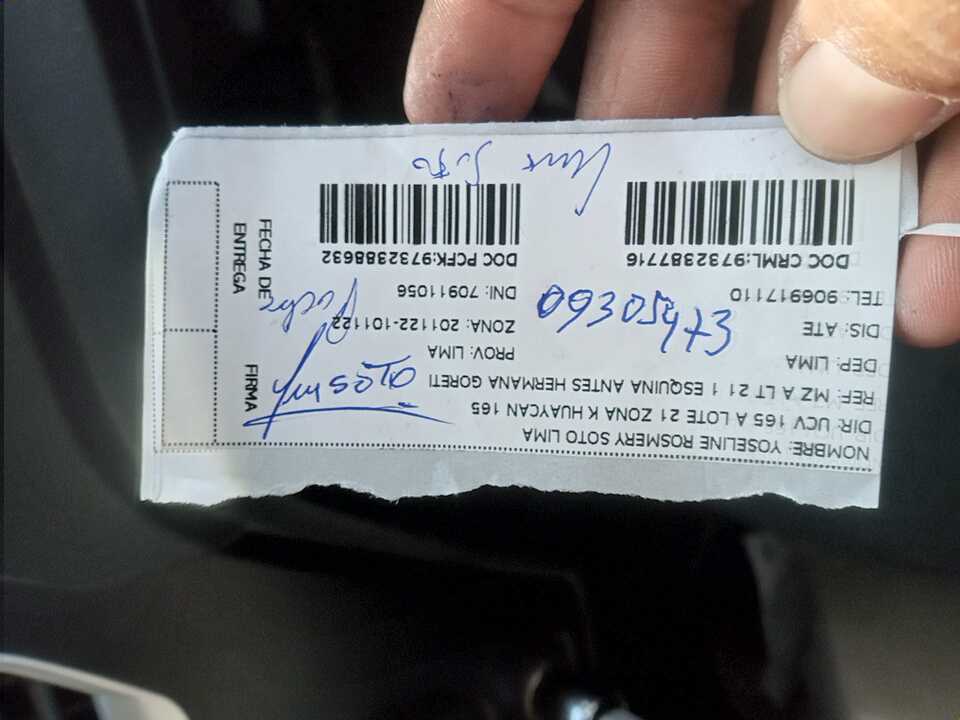 NOMBRE: YOSELINE ROSMERY SOTO LIMA
DIR: UCV 165 A LOTE 21 ZONA K HUAYCAN 165
REF: MZ A LT 21 1 ESQUINA ANTES HERMANA GORETI
DEP: LIMA PROV: LIMA
DIS: ATE ZONA: 201122-101122
TEL: 906917110 DNI: 70911056
DOC CRML:9732387716 DOC PCFK:9732388632
FIRMA
FECHA DE
ENTREGA
SOTO